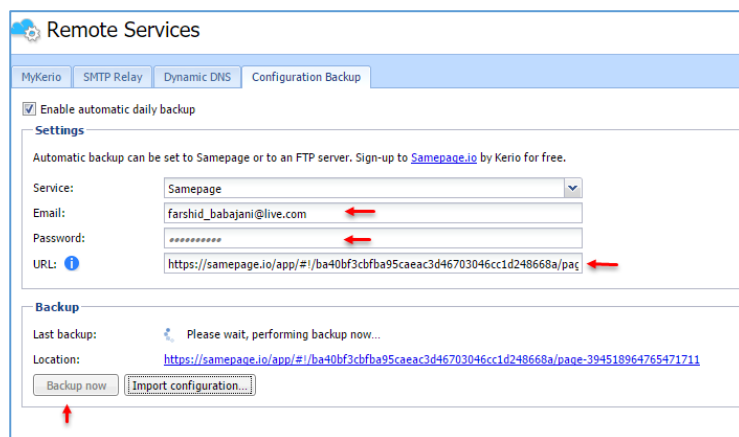 Remote Services
MyKerio SMTP Relay Dynamic DNS Configuration Backup
Enable automatic daily backup
Settings
Automatic backup can be set to Samepage or to an FTP server. Sign-up to Samepage.io by Kerio for free.
Service: Samepage
Email: farshid_babajani@live.com
Password: **********
URL: https://samepage.io/app/#!/ba40bf3cbfba95caeac3d46703046cc1d248668a/pag
Backup
Last backup: Please wait, performing backup now...
Location: https://samepage.io/app/#!/ba40bf3cbfba95caeac3d46703046cc1d248668a/page-394518964765471711
Backup now Import configuration...